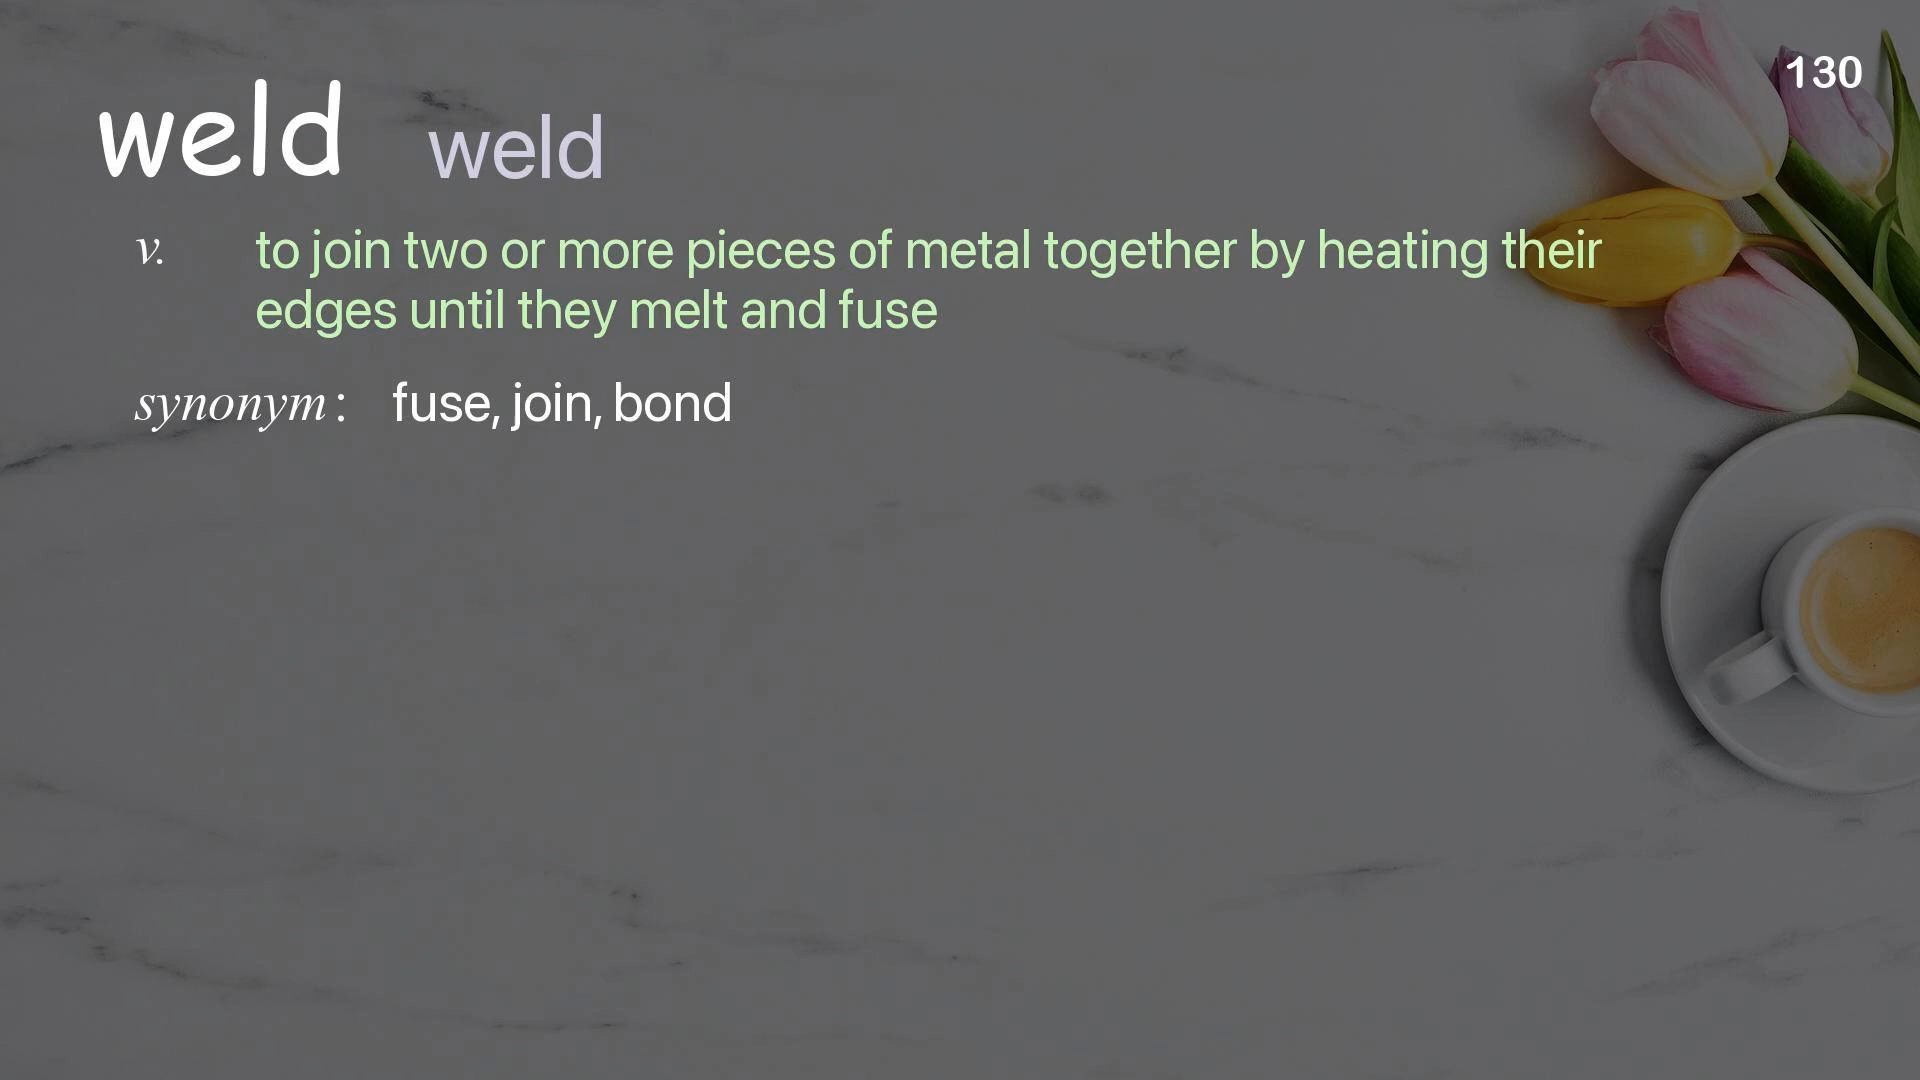 130
weld weld
v. to join two or more pieces of metal together by heating their
edges until they melt and fuse
synonym: fuse, join, bond